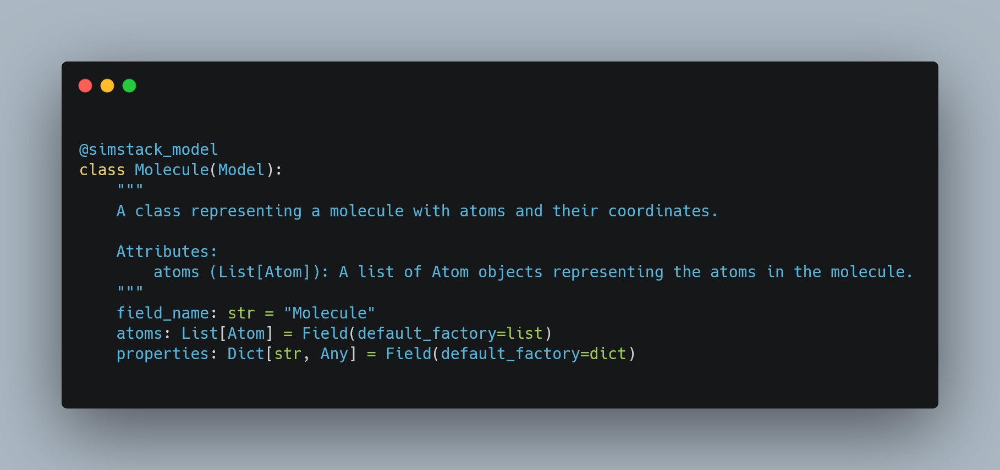 @simstack_model
class Molecule(Model):
    """
    A class representing a molecule with atoms and their coordinates.

    Attributes:
        atoms (List[Atom]): A list of Atom objects representing the atoms in the molecule.
    """
    field_name: str = "Molecule"
    atoms: List[Atom] = Field(default_factory=list)
    properties: Dict[str, Any] = Field(default_factory=dict)